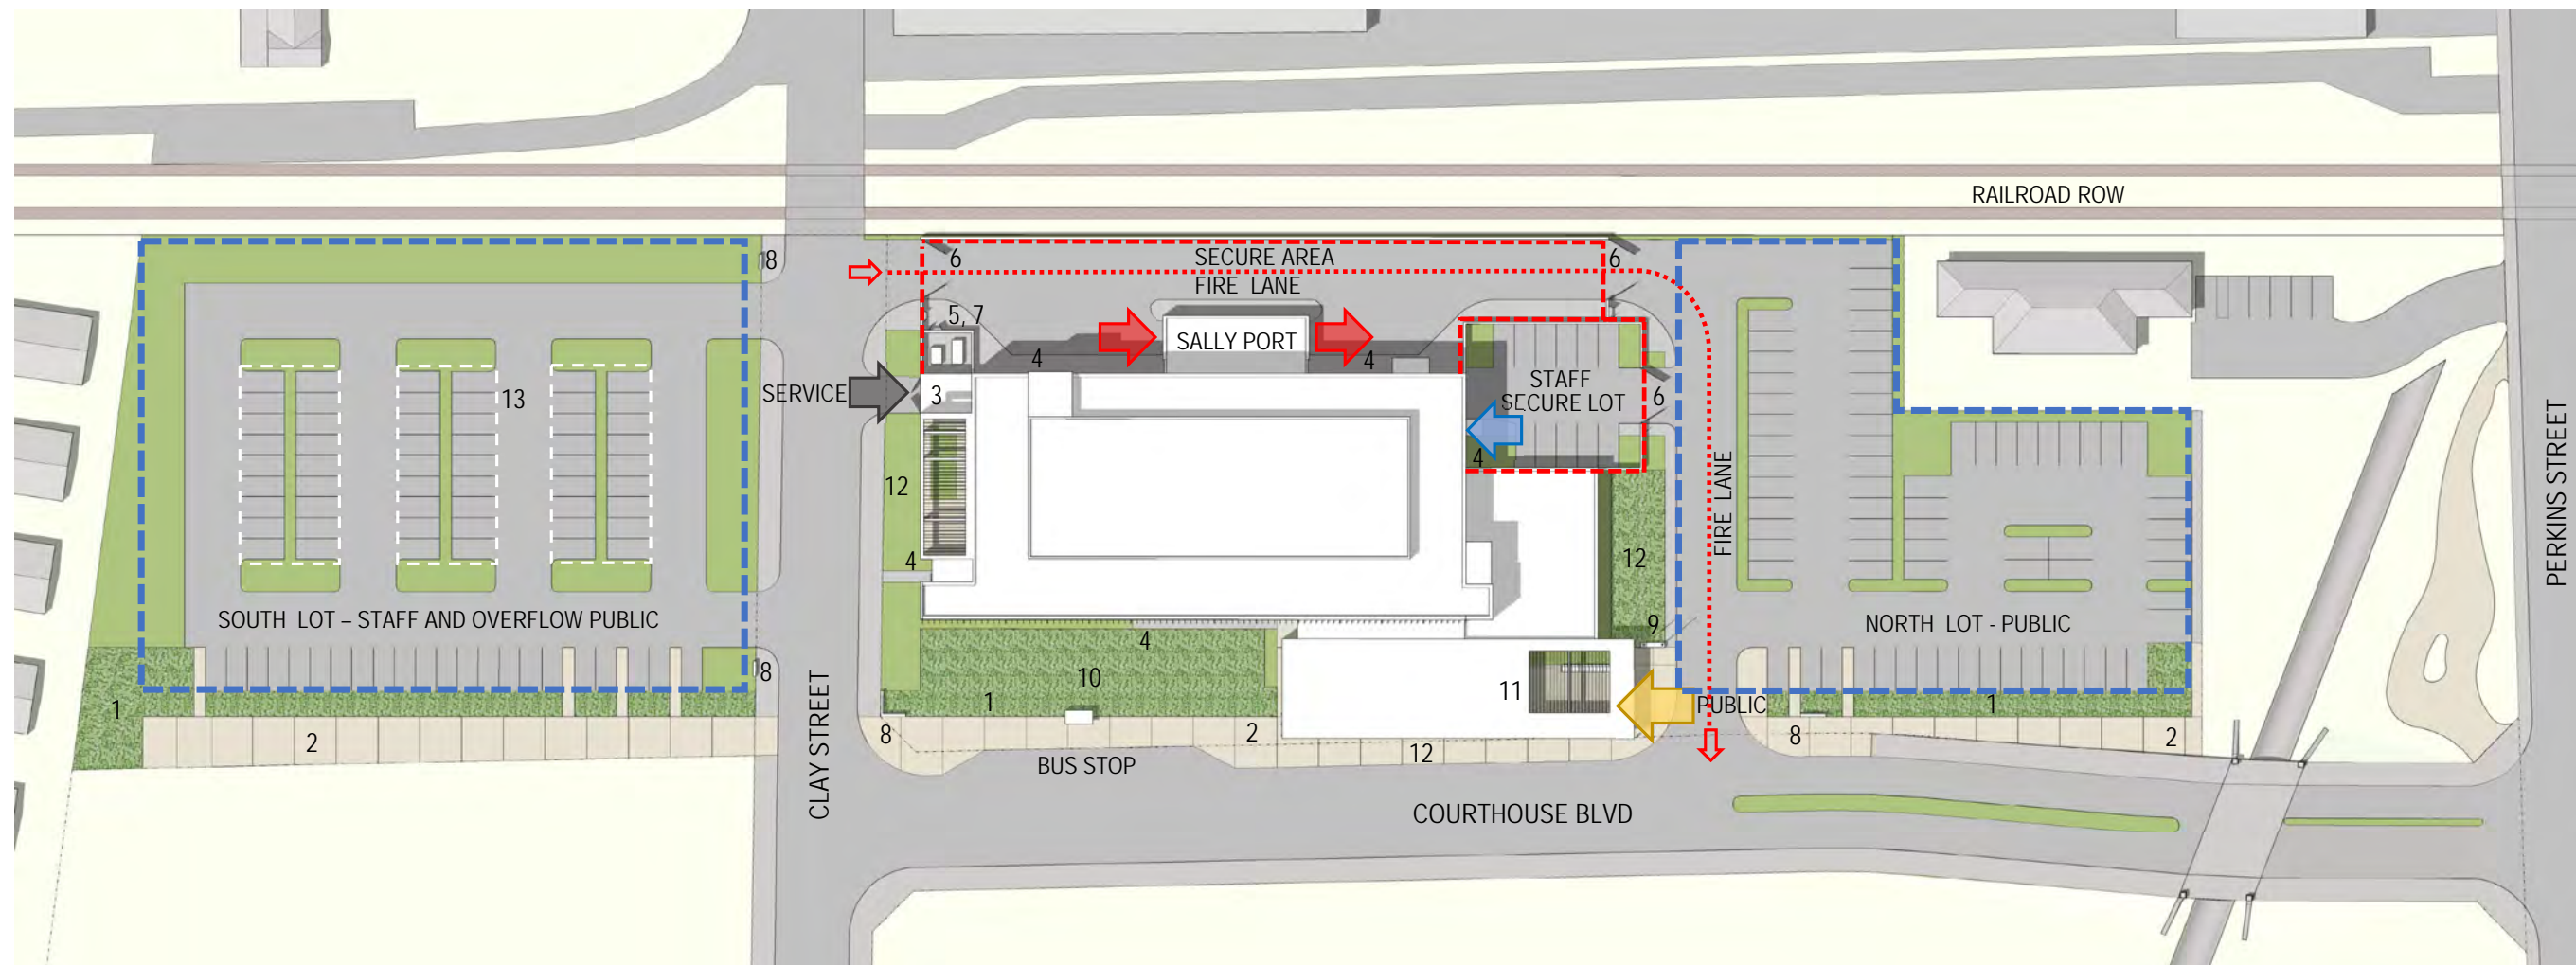 RAILROAD ROW
8
6
SECURE AREA
6
FIRE LANE
5, 7
SALLY PORT
4
4
SERVICE
3
13
STAFF
SECURE LOT
6
4
12
PERKINS STREET
FIRE LANE
12
4
SOUTH LOT – STAFF AND OVERFLOW PUBLIC
9
NORTH LOT - PUBLIC
4
8
10
11
CLAY STREET
1
1
PUBLIC
1
2
8
2
12
8
2
BUS STOP
COURTHOUSE BLVD